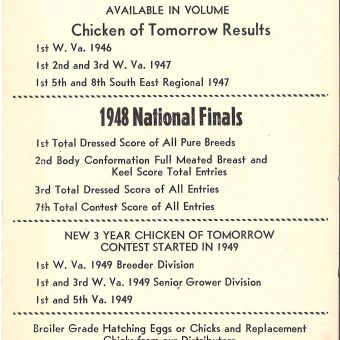 AVAILABLE IN VOLUME
Chicken of Tomorrow Results
1st W. Va. 1946
1st 2nd and 3rd W. Va. 1947
1st 5th and 8th South East Regional 1947
1948 National Finals
1st Total Dressed Score of All Pure Breeds
2nd Body Conformation Full Meated Breast and
Keel Score Total Entries
3rd Total Dressed Score of All Entries
7th Total Contest Score of All Entries
NEW 3 YEAR CHICKEN OF TOMORROW
CONTEST STARTED IN 1949
1st W. Va. 1949 Breeder Division
1st and 3rd W. Va. 1949 Senior Grower Division
1st and 5th Va. 1949
Broiler Grade Hatching Eggs or Chicks and Replacement
Chicks from our Distributors